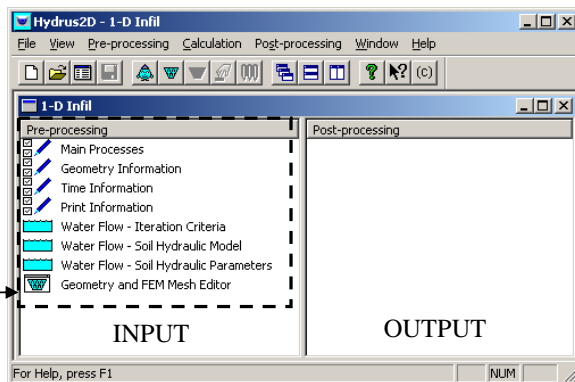 Hydrus2D - 1-D Infil
File View Pre-processing Calculation Post-processing Window Help
? ? (c)
1-D Infil
Pre-processing Post-processing
Main Processes
Geometry Information
Time Information
Print Information
Water Flow - Iteration Criteria
Water Flow - Soil Hydraulic Model
Water Flow - Soil Hydraulic Parameters
Geometry and FEM Mesh Editor
INPUT OUTPUT
For Help, press F1 NUM